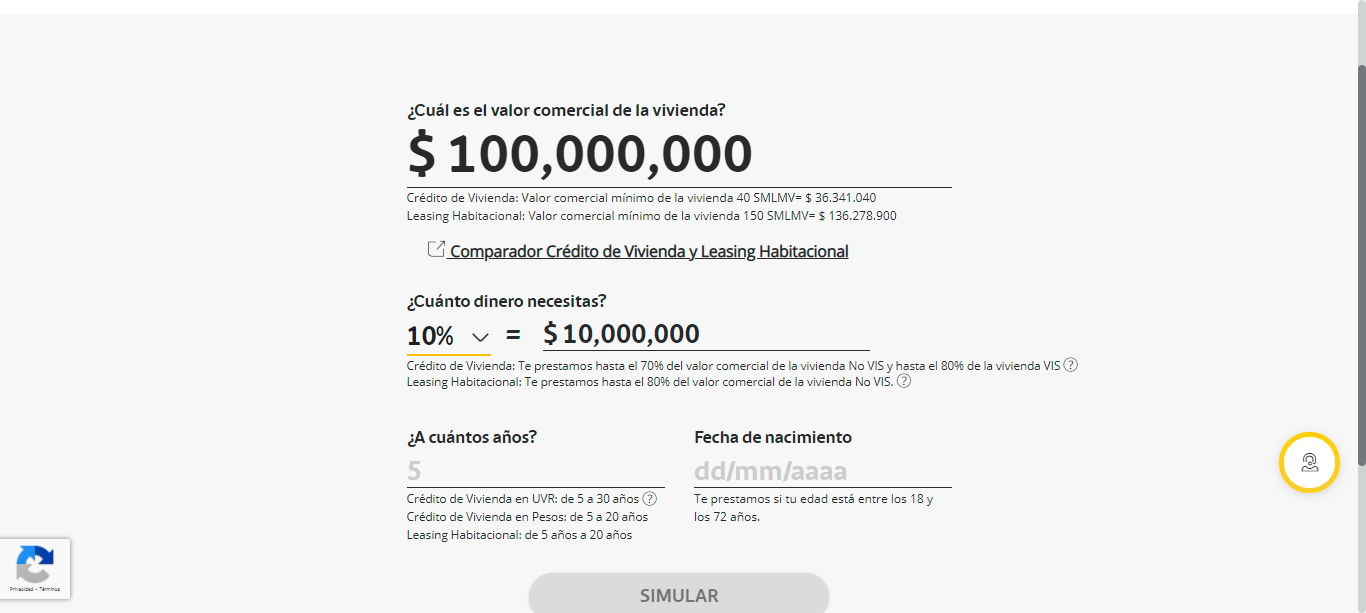 ¿Cuál es el valor comercial de la vivienda?
$ 100,000,000
Crédito de Vivienda: Valor comercial mínimo de la vivienda 40 SMLMV= $ 36.341.040
Leasing Habitacional: Valor comercial mínimo de la vivienda 150 SMLMV= $ 136.278.900
Comparador Crédito de Vivienda y Leasing Habitacional
¿Cuánto dinero necesitas?
10% = $ 10,000,000
Crédito de Vivienda: Te prestamos hasta el 70% del valor comercial de la vivienda No VIS y hasta el 80% de la vivienda VIS ?
Leasing Habitacional: Te prestamos hasta el 80% del valor comercial de la vivienda No VIS. ?
¿A cuántos años?
5
Crédito de Vivienda en UVR: de 5 a 30 años ?
Crédito de Vivienda en Pesos: de 5 a 20 años
Leasing Habitacional: de 5 años a 20 años
Fecha de nacimiento
dd/mm/aaaa
Te prestamos si tu edad está entre los 18 y
los 72 años.
SIMULAR
Privacidad - Términos